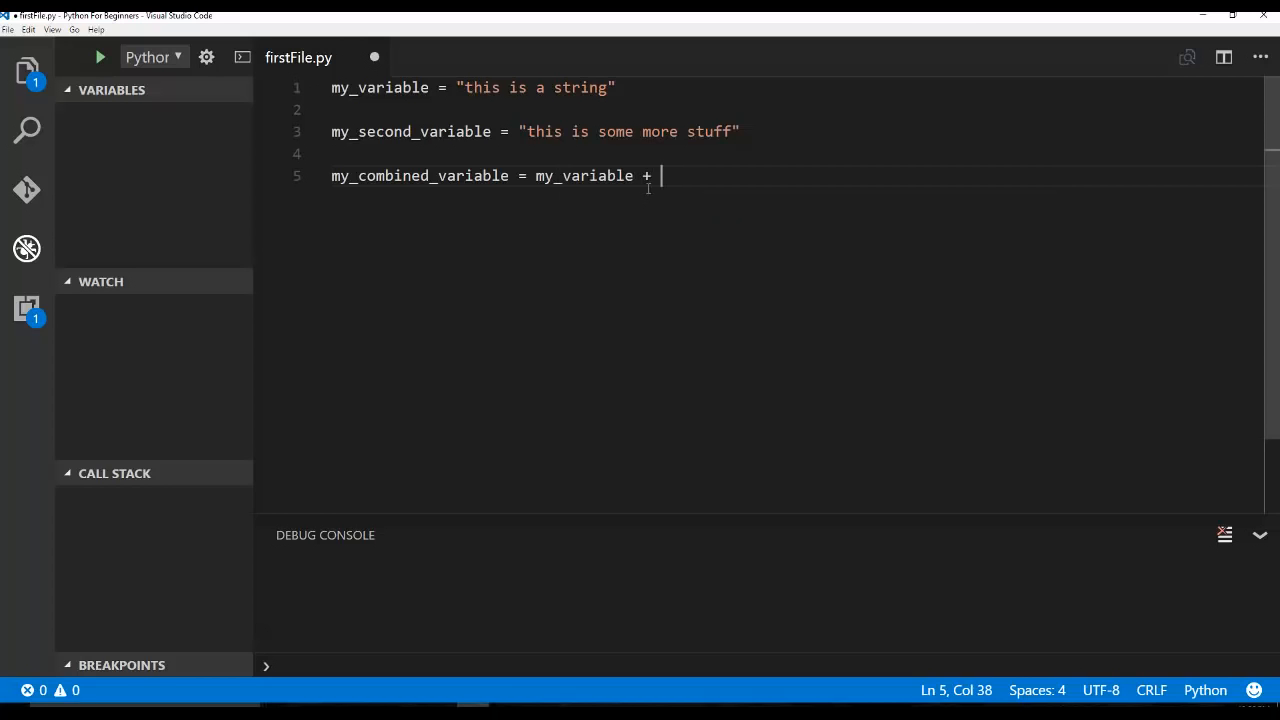 ● firstFile.py - Python For Beginners - Visual Studio Code
File Edit View Go Help
Python firstFile.py
VARIABLES
1 my_variable = "this is a string"
2
3 my_second_variable = "this is some more stuff"
4
5 my_combined_variable = my_variable +
1
1
WATCH
CALL STACK
DEBUG CONSOLE
BREAKPOINTS
0 0 Ln 5, Col 38 Spaces: 4 UTF-8 CRLF Python